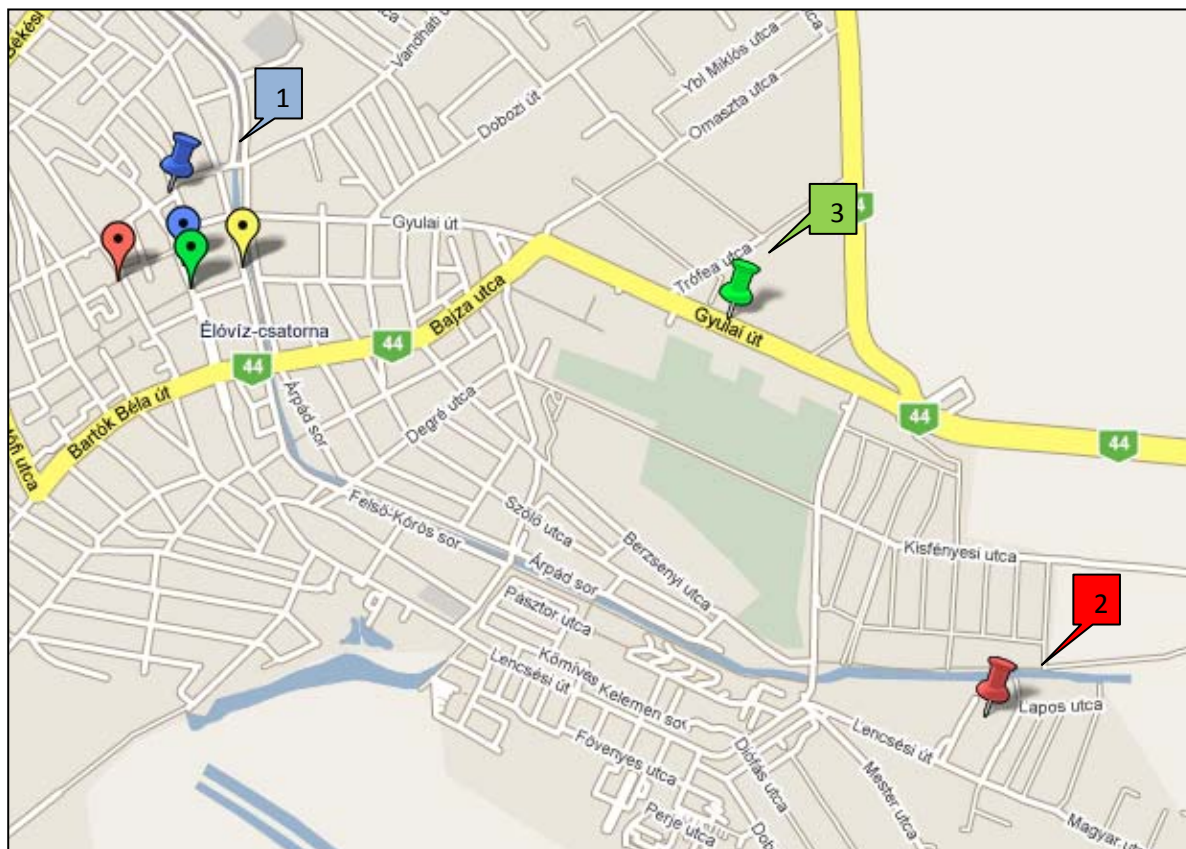 Békési
Vandháti u
1
Ybl Miklós utca
Dobozi út
Omaszta utca
3
44
Gyulai út
Trófea utca
Élővíz-csatorna
Bajza utca
Gyulai út
44
44
Bartók Béla út
Árpád sor
Degré utca
44
44
tőfi utca
Felső-Körös sor
Szőlő utca
Berzsenyi utca
Kisfényesi utca
Árpád sor
Pásztor utca
2
Lencsési út
Kőmíves Kelemen sor
Lapos utca
Fövenyes utca
Diófás utca
Lencsési út
Mester utca
Perje utca
Dob
Magyar utca